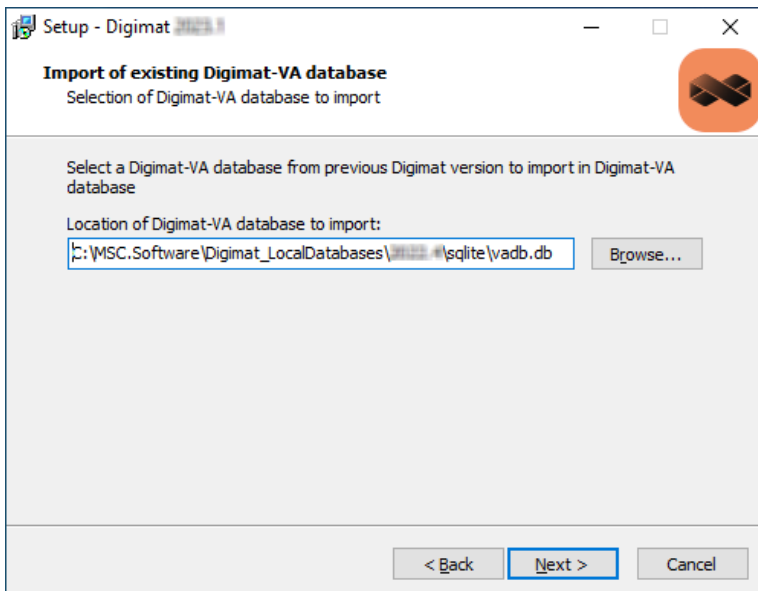 Setup - Digimat
Import of existing Digimat-VA database
Selection of Digimat-VA database to import
Select a Digimat-VA database from previous Digimat version to import in Digimat-VA
database
Location of Digimat-VA database to import:
C:\MSC.Software\Digimat_LocalDatabases\ \sqlite\vadb.db
Browse...
< Back
Next >
Cancel